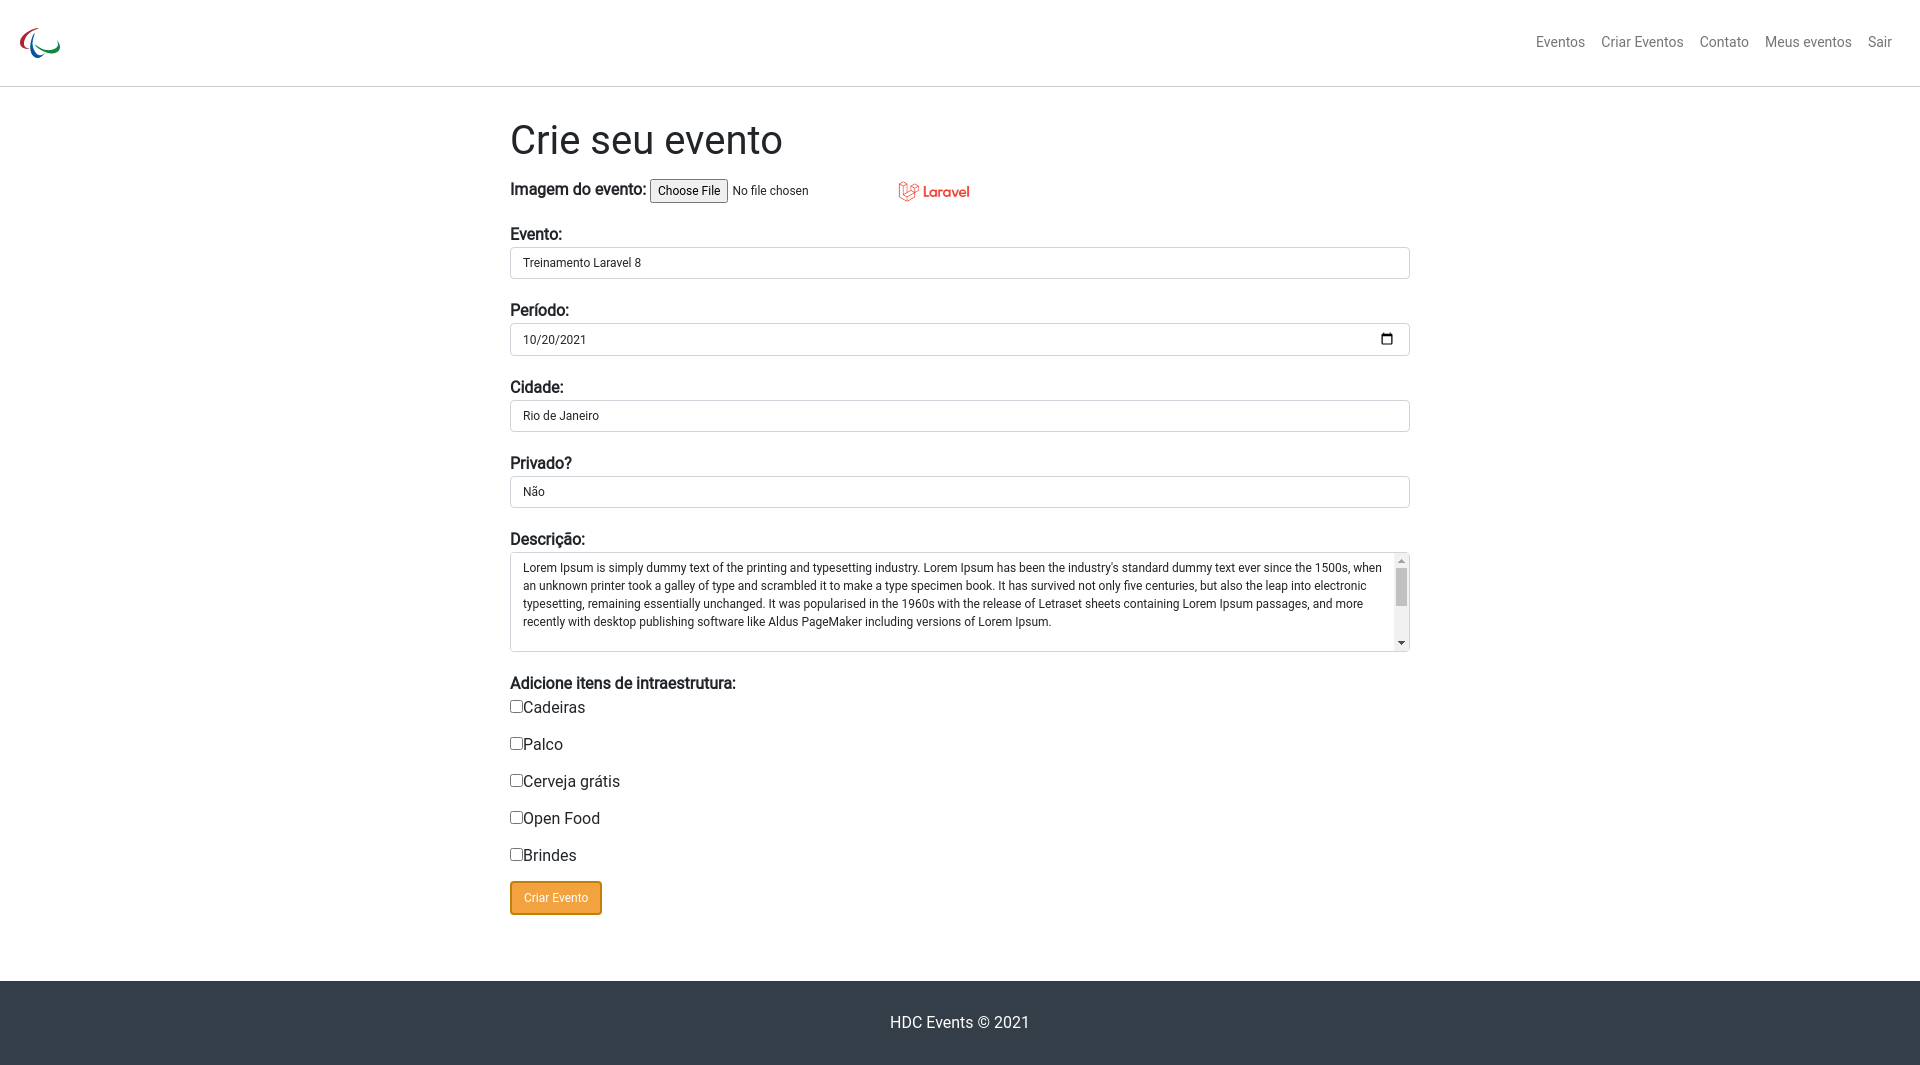 Eventos Criar Eventos Contato Meus eventos Sair
Crie seu evento
Imagem do evento: Choose File No file chosen Laravel
Evento:
Treinamento Laravel 8
Período:
10/20/2021
Cidade:
Rio de Janeiro
Privado?
Não
Descrição:
Lorem Ipsum is simply dummy text of the printing and typesetting industry. Lorem Ipsum has been the industry's standard dummy text ever since the 1500s, when
an unknown printer took a galley of type and scrambled it to make a type specimen book. It has survived not only five centuries, but also the leap into electronic
typesetting, remaining essentially unchanged. It was popularised in the 1960s with the release of Letraset sheets containing Lorem Ipsum passages, and more
recently with desktop publishing software like Aldus PageMaker including versions of Lorem Ipsum.
Adicione itens de intraestrutura:
Cadeiras
Palco
Cerveja grátis
Open Food
Brindes
Criar Evento
HDC Events © 2021